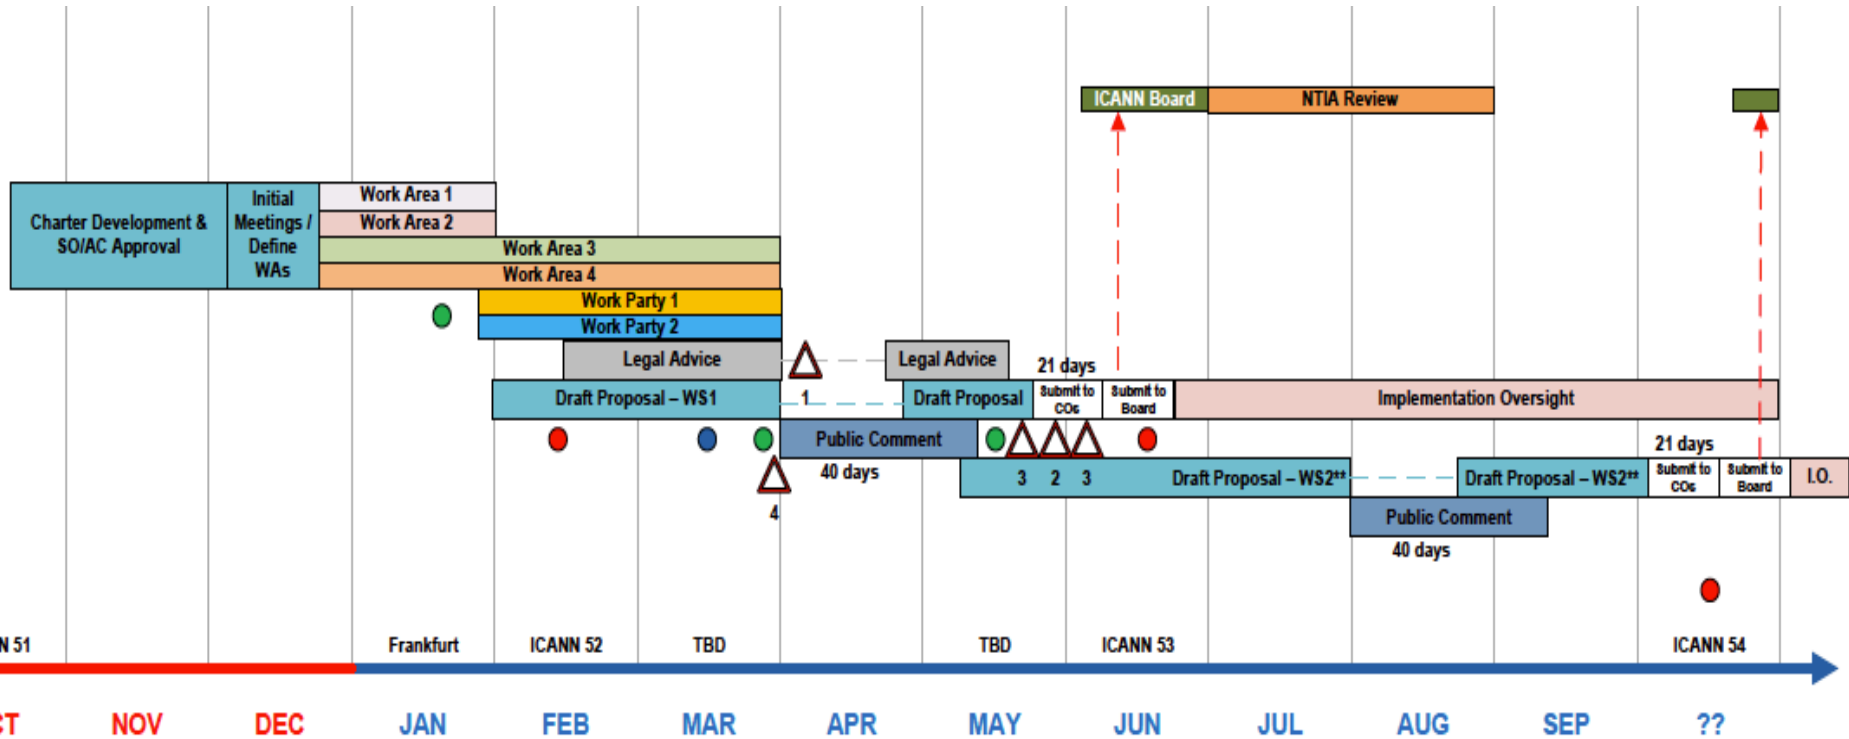 ICANN Board
NTIA Review
Charter Development &
SO/AC Approval
Initial
Meetings /
Define
WAs
Work Area 1
Work Area 2
Work Area 3
Work Area 4
Work Party 1
Work Party 2
Legal Advice
Legal Advice
21 days
Draft Proposal – WS1
1
Draft Proposal
Submit to
COs
Submit to
Board
Implementation Oversight
Public Comment
40 days
4
3 2 3
Draft Proposal – WS2**
Draft Proposal – WS2**
21 days
Submit to
COs
Submit to
Board
I.O.
Public Comment
40 days
N 51
Frankfurt
ICANN 52
TBD
TBD
ICANN 53
ICANN 54
CT
NOV
DEC
JAN
FEB
MAR
APR
MAY
JUN
JUL
AUG
SEP
??